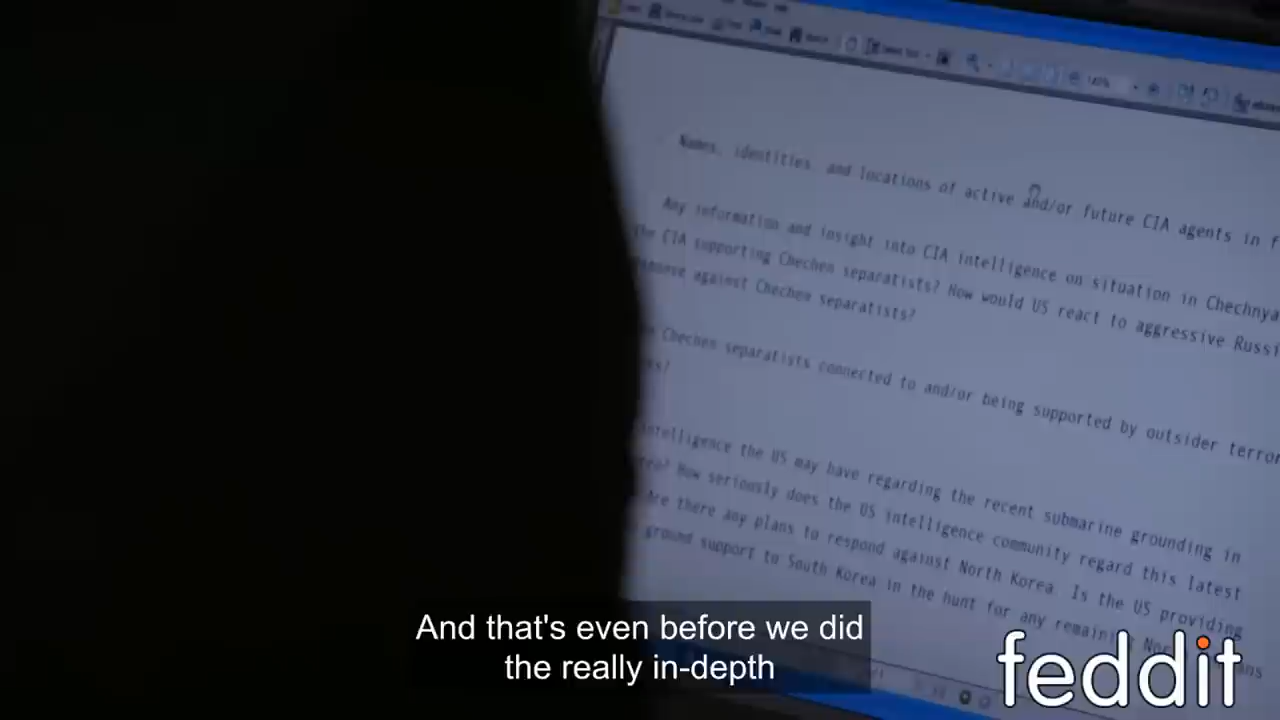 Names, identities, and locations of active and/or future CIA agents in f
Any information and insight into CIA intelligence on situation in Chechnya
the CIA supporting Chechen separatists? How would US react to aggressive Russi
against Chechen separatists?
Chechen separatists connected to and/or being supported by outsider terror
intelligence the US may have regarding the recent submarine grounding in
How seriously does the US intelligence community regard this latest
Are there any plans to respond against North Korea. Is the US providing
ground support to South Korea in the hunt for any
And that's even before we did
the really in-depth
feddit